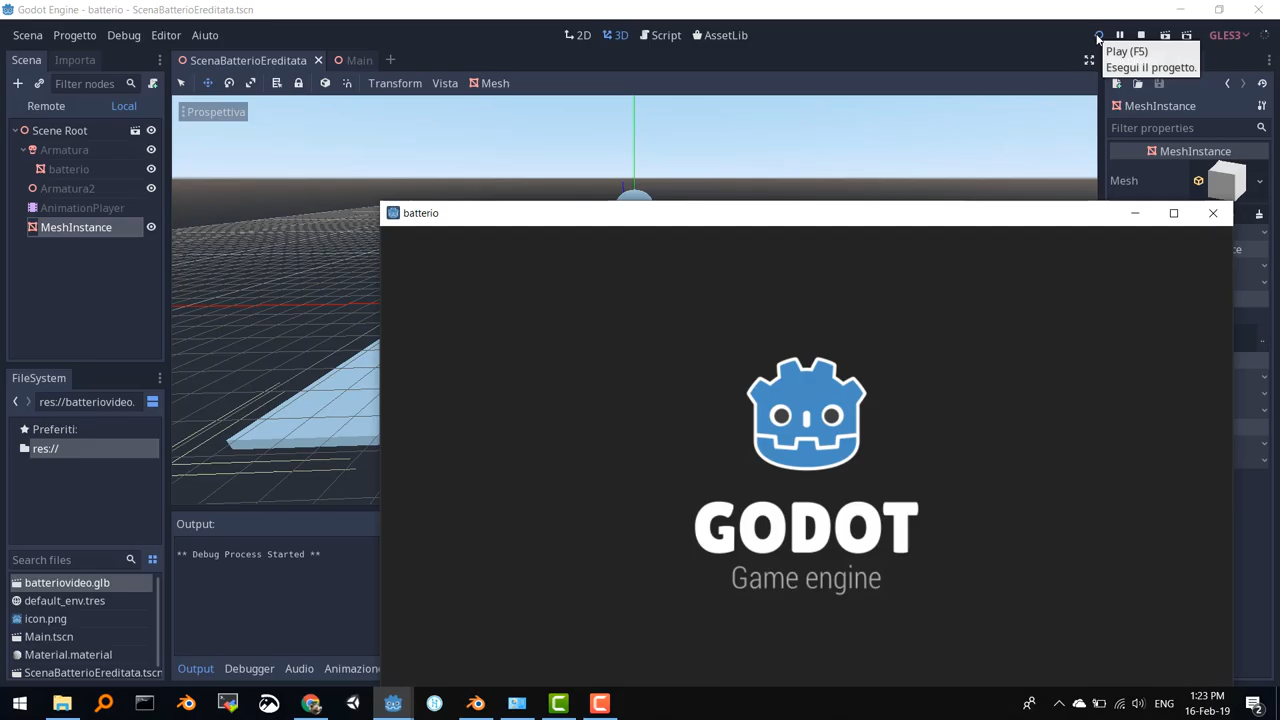 Godot Engine - batterio - ScenaBatterioEreditata.tscn
Scena Progetto Debug Editor Aiuto
2D 3D Script AssetLib
GLES3
Play (F5)
Esegui il progetto.
Scena Importa
ScenaBatterioEreditata Main
Filter nodes
Transform Vista Mesh
Remote Local
Prospettiva
MeshInstance
Filter properties
MeshInstance
Mesh
Scene Root
Armatura
batterio
Armatura2
AnimationPlayer
MeshInstance
batterio
GODOT
Game engine
FileSystem
res://batteriovideo.
Preferiti:
res://
Search files
batteriovideo.glb
default_env.tres
icon.png
Main.tscn
Material.material
ScenaBatterioEreditata.tscn
Output:
** Debug Process Started **
Output Debugger Audio Animazione
ENG
1:23 PM
16-Feb-19
2